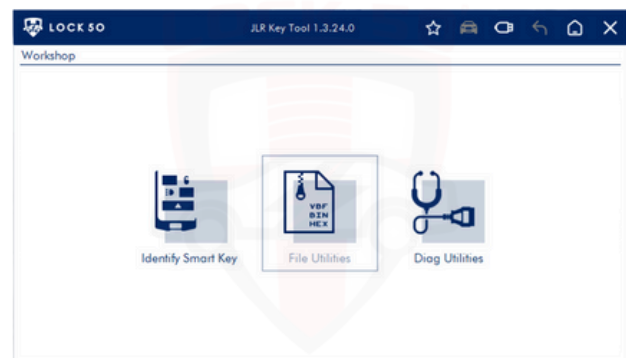 LOCK 50
JLR Key Tool 1.3.24.0
Workshop
VBF
BIN
HEX
Identify Smart Key
File Utilities
Diag Utilities